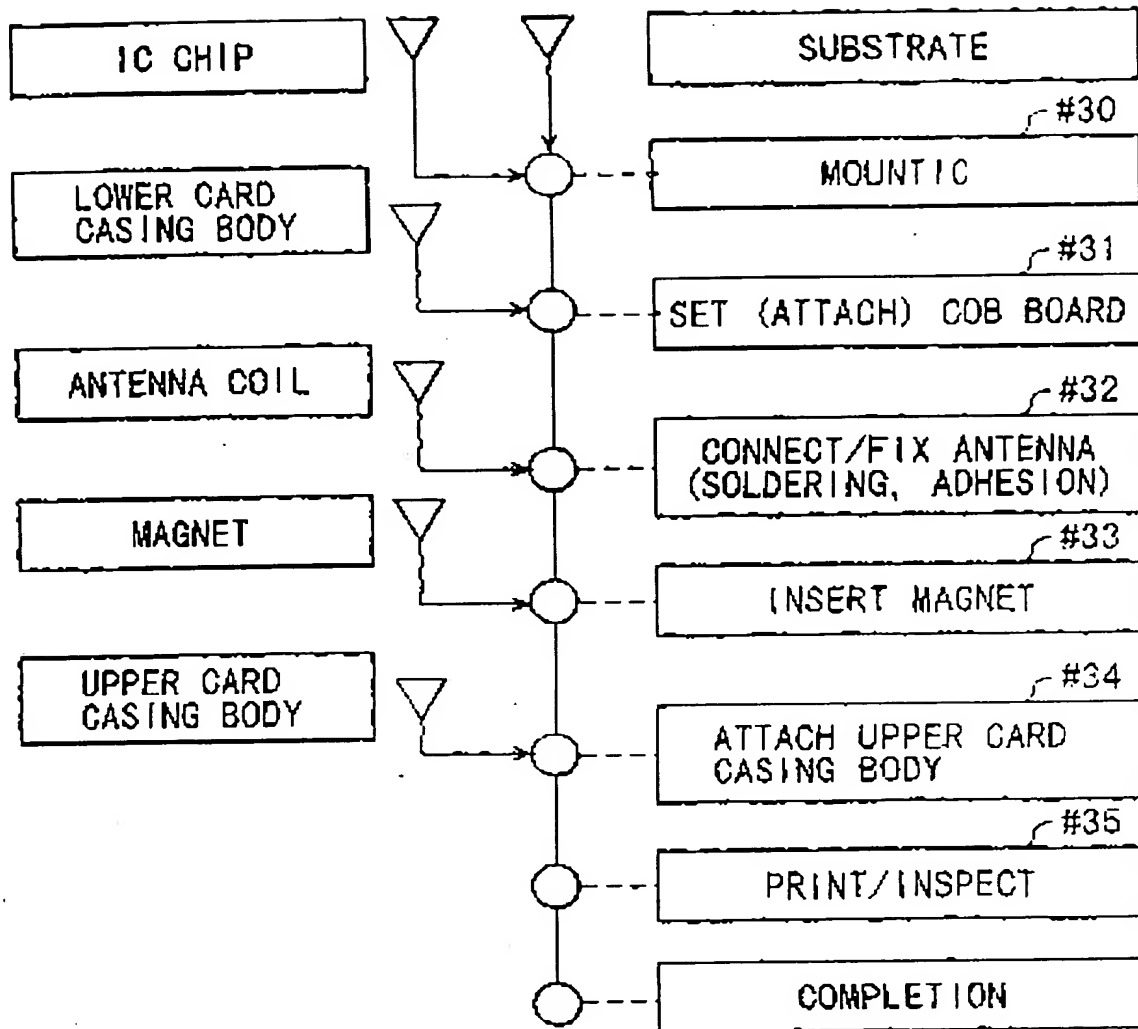 IC CHIP
SUBSTRATE
#30
MOUNTIC
LOWER CARD
CASING BODY
#31
SET (ATTACH) COB BOARD
ANTENNA COIL
#32
CONNECT/FIX ANTENNA
(SOLDERING, ADHESION)
MAGNET
#33
INSERT MAGNET
UPPER CARD
CASING BODY
#34
ATTACH UPPER CARD
CASING BODY
#35
PRINT/INSPECT
COMPLETION